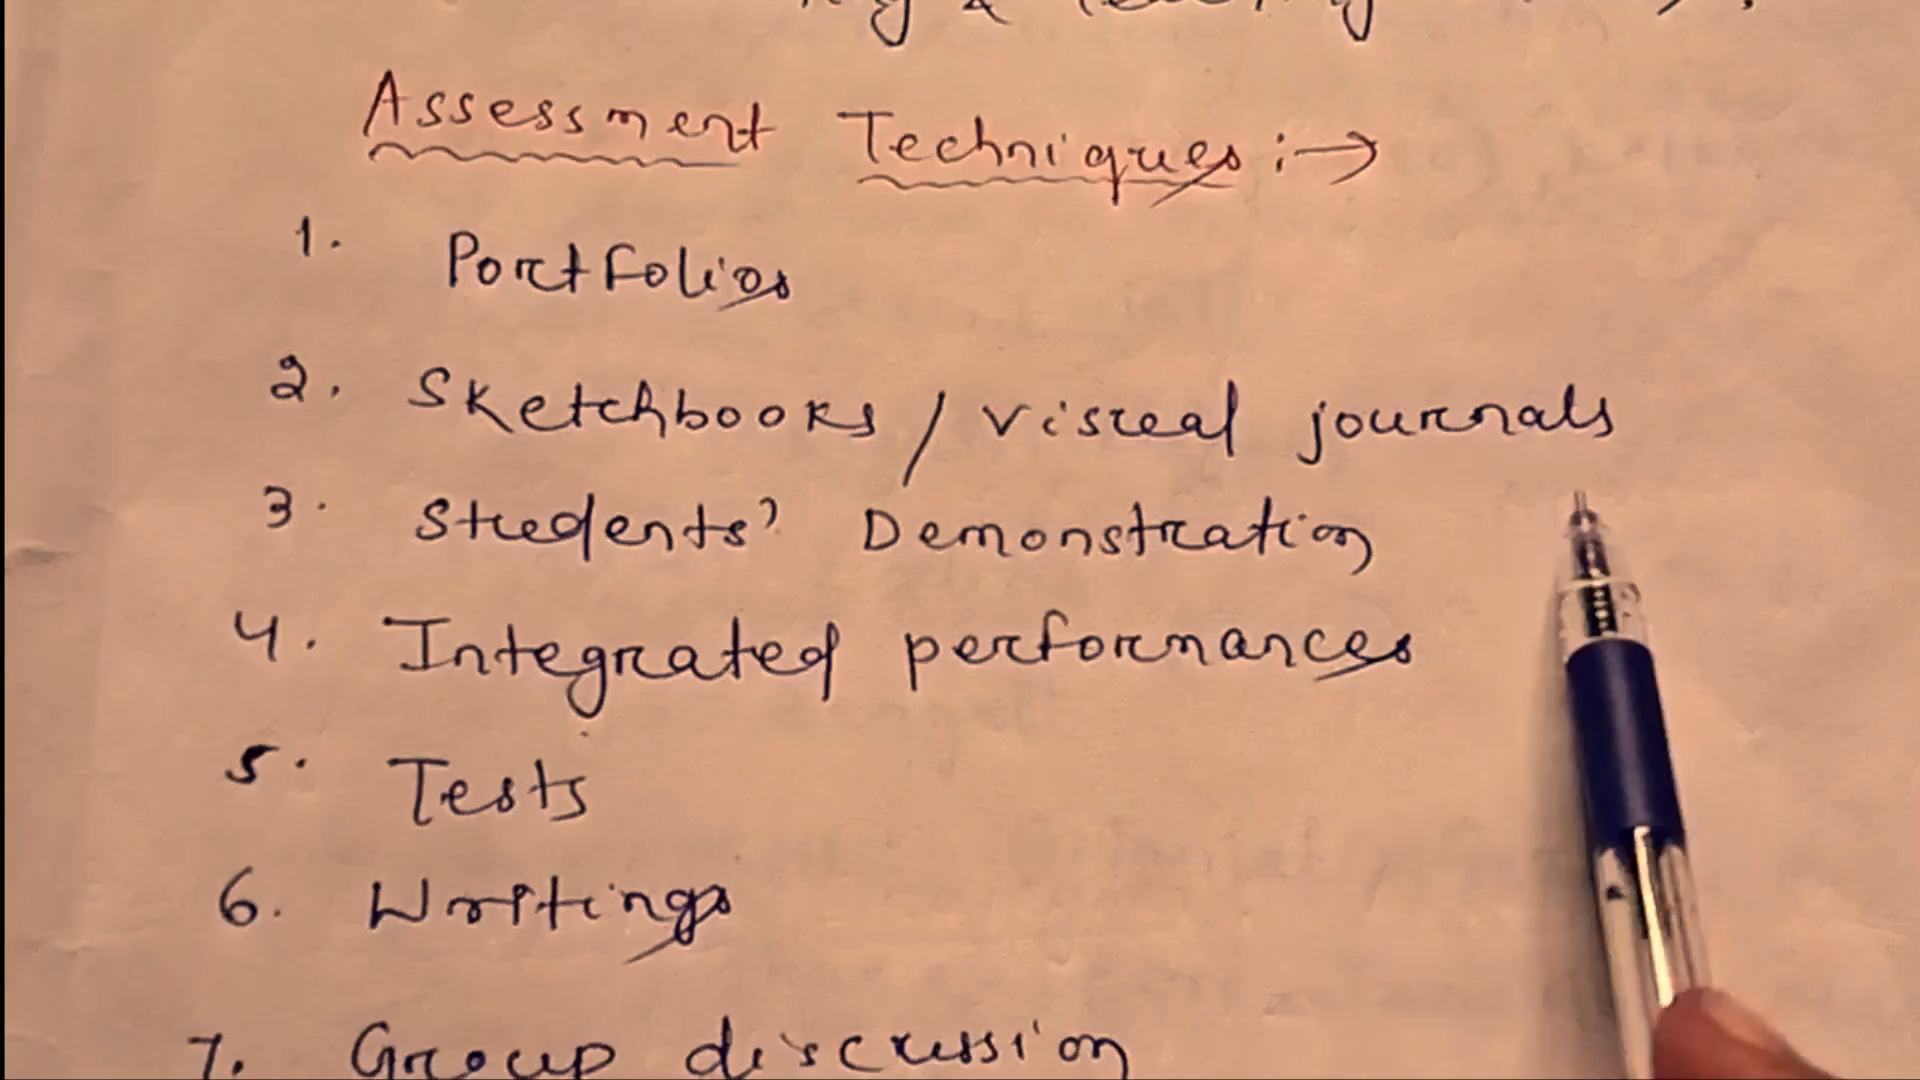 Assessment Techniques :→
1. Portfolios
2. Sketchbooks / visual journals
3. Students' Demonstration
4. Integrated performances
5. Tests
6. Writings
7. Group discussion